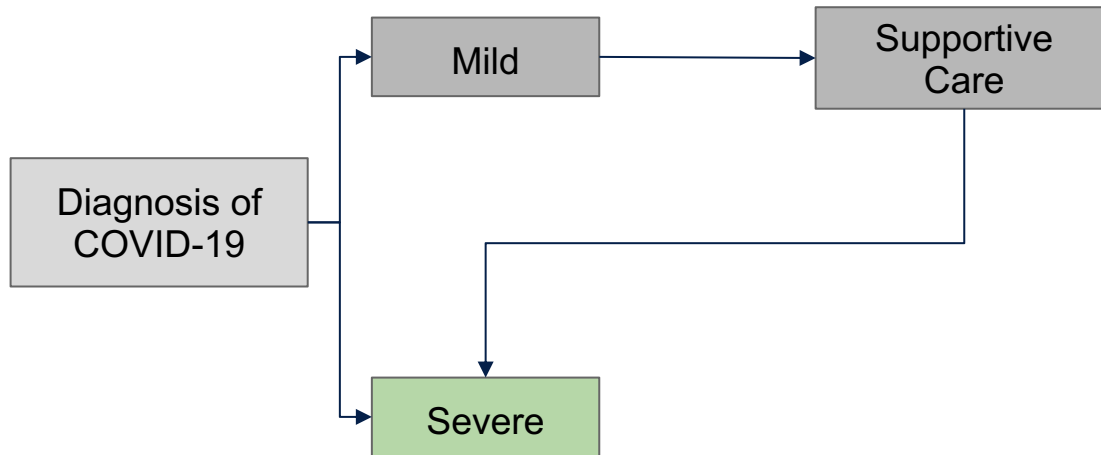 Mild
Supportive
Care
Diagnosis of
COVID-19
Severe